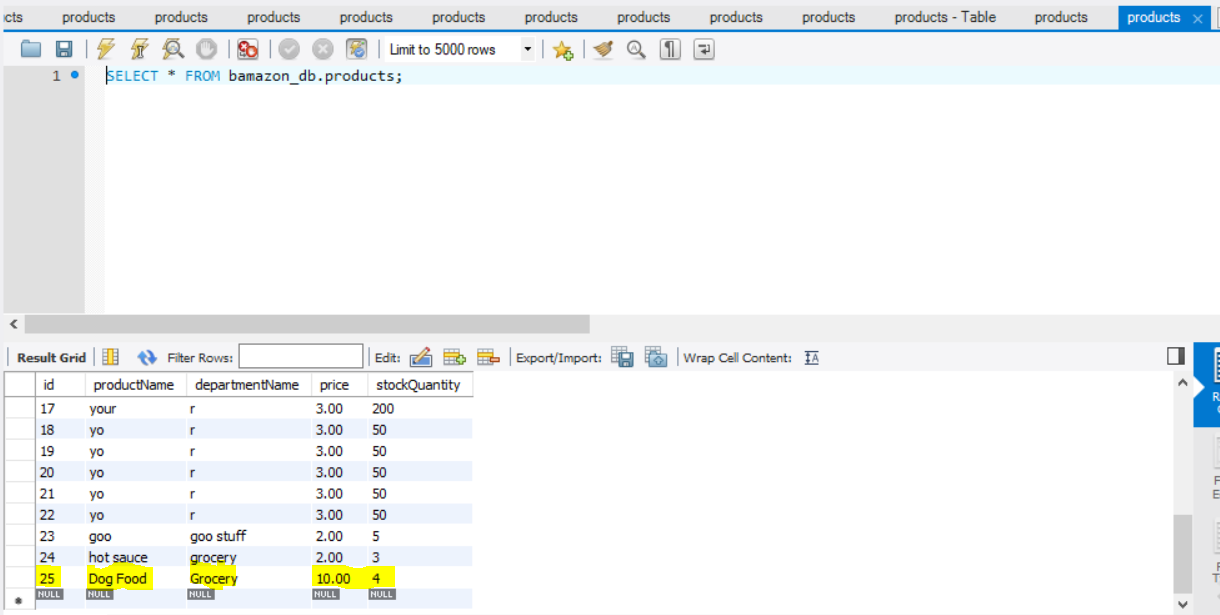 cts products products products products products products products products products products - Table products products
Limit to 5000 rows
1 SELECT * FROM bamazon_db.products;
Result Grid Filter Rows: Edit: Export/Import: Wrap Cell Content:
id productName departmentName price stockQuantity
17 your r 3.00 200
18 yo r 3.00 50
19 yo r 3.00 50
20 yo r 3.00 50
21 yo r 3.00 50
22 yo r 3.00 50
23 goo goo stuff 2.00 5
24 hot sauce grocery 2.00 3
25 Dog Food Grocery 10.00 4
NULL NULL NULL NULL NULL